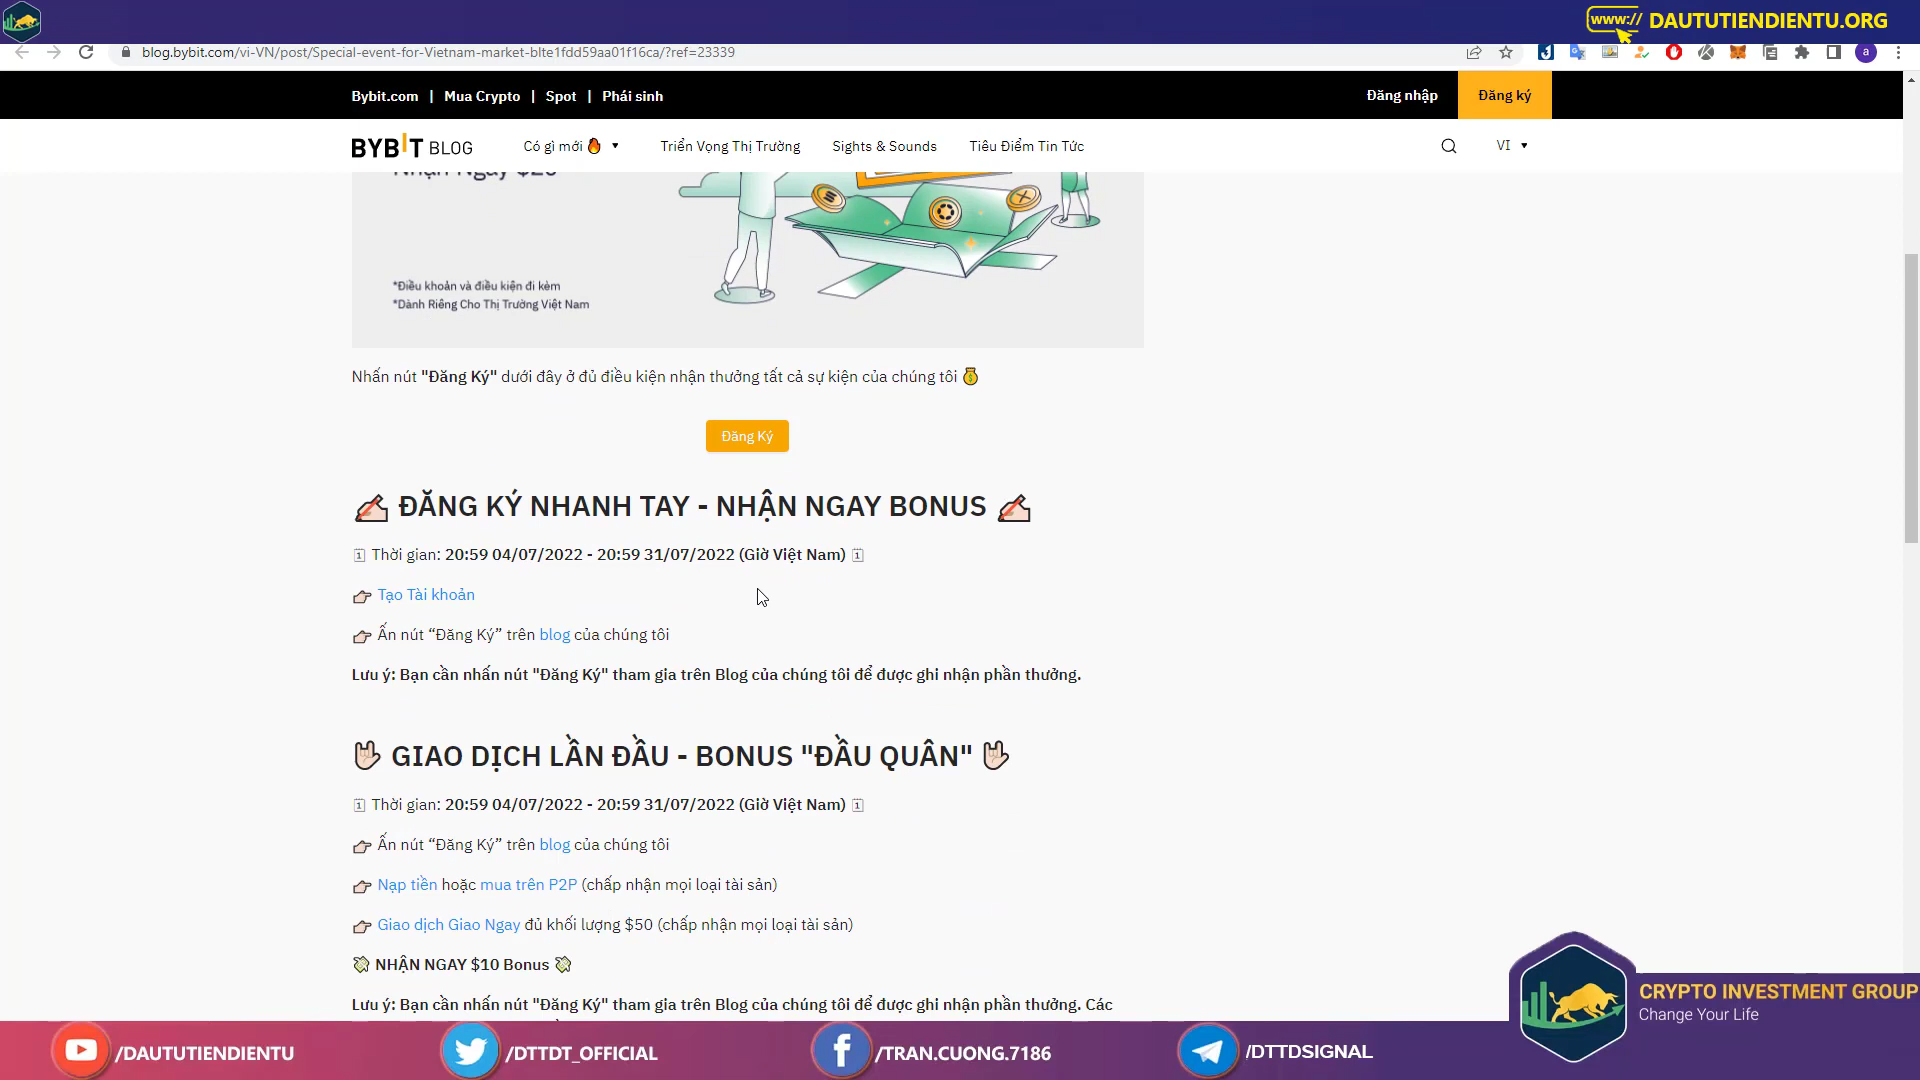 www:// DAUTUTIENDIENTU.ORG
blog.bybit.com/vi-VN/post/Special-event-for-Vietnam-market-blte1fdd59aa01f16ca/?ref=23339
a
Bybit.com | Mua Crypto | Spot | Phái sinh
Đăng nhập
Đăng ký
BYBIT BLOG
Có gì mới
Triển Vọng Thị Trường
Sights & Sounds
Tiêu Điểm Tin Tức
VI
Nhận Ngay $20
*Điều khoản và điều kiện đi kèm
*Dành Riêng Cho Thị Trường Việt Nam
Nhấn nút "Đăng Ký" dưới đây ở đủ điều kiện nhận thưởng tất cả sự kiện của chúng tôi
Đăng Ký
ĐĂNG KÝ NHANH TAY - NHẬN NGAY BONUS
Thời gian: 20:59 04/07/2022 - 20:59 31/07/2022 (Giờ Việt Nam)
Tạo Tài khoản
Ấn nút “Đăng Ký” trên blog của chúng tôi
Lưu ý: Bạn cần nhấn nút "Đăng Ký" tham gia trên Blog của chúng tôi để được ghi nhận phần thưởng.
GIAO DỊCH LẦN ĐẦU - BONUS "ĐẦU QUÂN"
Thời gian: 20:59 04/07/2022 - 20:59 31/07/2022 (Giờ Việt Nam)
Ấn nút “Đăng Ký” trên blog của chúng tôi
Nạp tiền hoặc mua trên P2P (chấp nhận mọi loại tài sản)
Giao dịch Giao Ngay đủ khối lượng $50 (chấp nhận mọi loại tài sản)
NHẬN NGAY $10 Bonus
Lưu ý: Bạn cần nhấn nút "Đăng Ký" tham gia trên Blog của chúng tôi để được ghi nhận phần thưởng. Các
CRYPTO INVESTMENT GROUP
Change Your Life
/DAUTUTIENDIENTU
/DTTDT_OFFICIAL
/TRAN.CUONG.7186
/DTTDSIGNAL